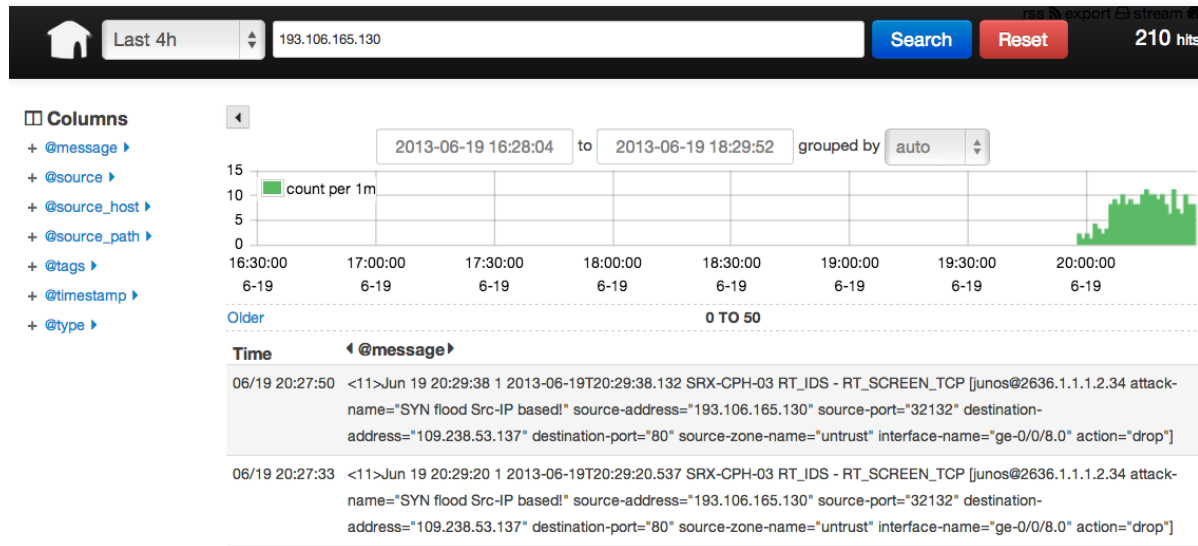 rss export stream
Last 4h
193.106.165.130
Search
Reset
210 hits
Columns
+ @message
+ @source
+ @source_host
+ @source_path
+ @tags
+ @timestamp
+ @type
2013-06-19 16:28:04 to 2013-06-19 18:29:52 grouped by auto
count per 1m
15
10
5
0
16:30:00 17:00:00 17:30:00 18:00:00 18:30:00 19:00:00 19:30:00 20:00:00
6-19 6-19 6-19 6-19 6-19 6-19 6-19 6-19
Older 0 TO 50
Time @message
06/19 20:27:50 <11>Jun 19 20:29:38 1 2013-06-19T20:29:38.132 SRX-CPH-03 RT_IDS - RT_SCREEN_TCP [junos@2636.1.1.1.2.34 attack-
name="SYN flood Src-IP based!" source-address="193.106.165.130" source-port="32132" destination-
address="109.238.53.137" destination-port="80" source-zone-name="untrust" interface-name="ge-0/0/8.0" action="drop"]
06/19 20:27:33 <11>Jun 19 20:29:20 1 2013-06-19T20:29:20.537 SRX-CPH-03 RT_IDS - RT_SCREEN_TCP [junos@2636.1.1.1.2.34 attack-
name="SYN flood Src-IP based!" source-address="193.106.165.130" source-port="32132" destination-
address="109.238.53.137" destination-port="80" source-zone-name="untrust" interface-name="ge-0/0/8.0" action="drop"]